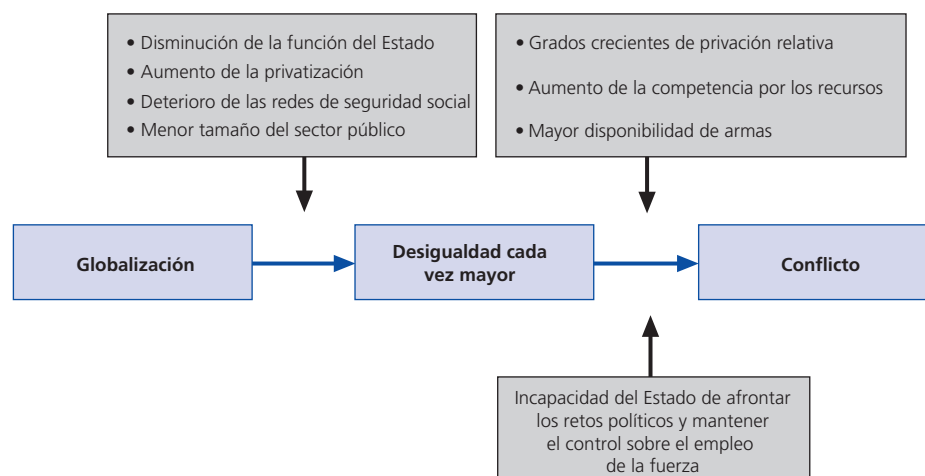 • Disminución de la función del Estado
• Aumento de la privatización
• Deterioro de las redes de seguridad social
• Menor tamaño del sector público
• Grados crecientes de privación relativa
• Aumento de la competencia por los recursos
• Mayor disponibilidad de armas
Globalización
Desigualdad cada
vez mayor
Conflicto
Incapacidad del Estado de afrontar
los retos políticos y mantener
el control sobre el empleo
de la fuerza